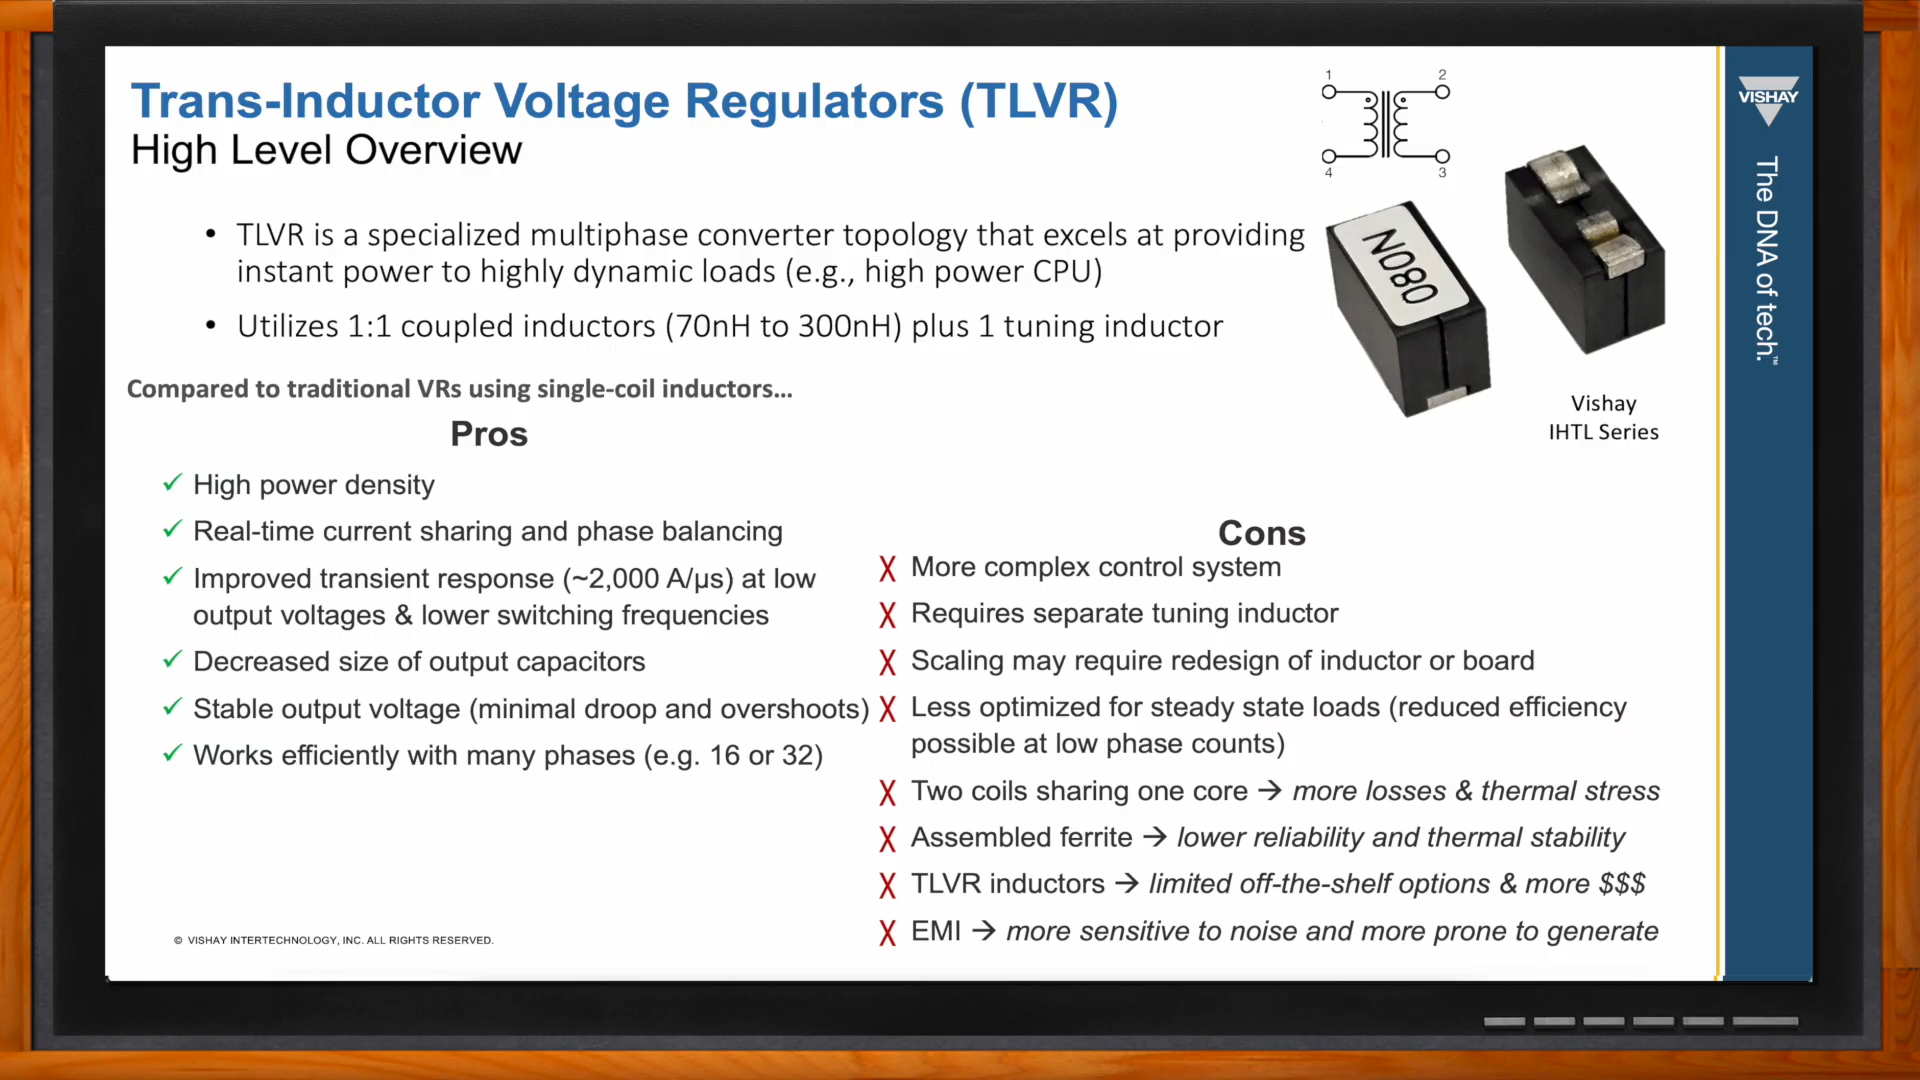 Trans-Inductor Voltage Regulators (TLVR)
High Level Overview
1 2
4 3
• TLVR is a specialized multiphase converter topology that excels at providing
instant power to highly dynamic loads (e.g., high power CPU)
• Utilizes 1:1 coupled inductors (70nH to 300nH) plus 1 tuning inductor
N080
Vishay
IHTL Series
Compared to traditional VRs using single-coil inductors...
Pros
✓ High power density
✓ Real-time current sharing and phase balancing
✓ Improved transient response (~2,000 A/µs) at low
output voltages & lower switching frequencies
✓ Decreased size of output capacitors
✓ Stable output voltage (minimal droop and overshoots)
✓ Works efficiently with many phases (e.g. 16 or 32)
Cons
X More complex control system
X Requires separate tuning inductor
X Scaling may require redesign of inductor or board
X Less optimized for steady state loads (reduced efficiency
possible at low phase counts)
X Two coils sharing one core → more losses & thermal stress
X Assembled ferrite → lower reliability and thermal stability
X TLVR inductors → limited off-the-shelf options & more $$$
X EMI → more sensitive to noise and more prone to generate
© VISHAY INTERTECHNOLOGY, INC. ALL RIGHTS RESERVED.
VISHAY
The DNA of tech.™